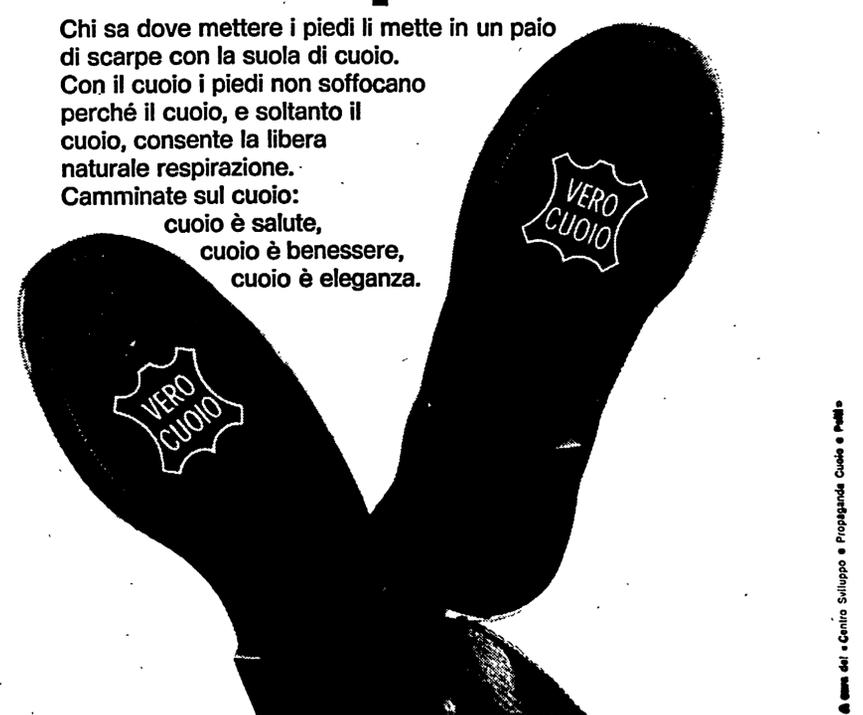 Chi sa dove mettere i piedi li mette in un paio
di scarpe con la suola di cuoio.
Con il cuoio i piedi non soffocano
perché il cuoio, e soltanto il
cuoio, consente la libera
naturale respirazione.
Camminate sul cuoio:
cuoio è salute,
cuoio è benessere,
cuoio è eleganza.
VERO
CUOIO
VERO
CUOIO
A cura del «Centro Sviluppo e Propaganda Cuoio e Pelli»